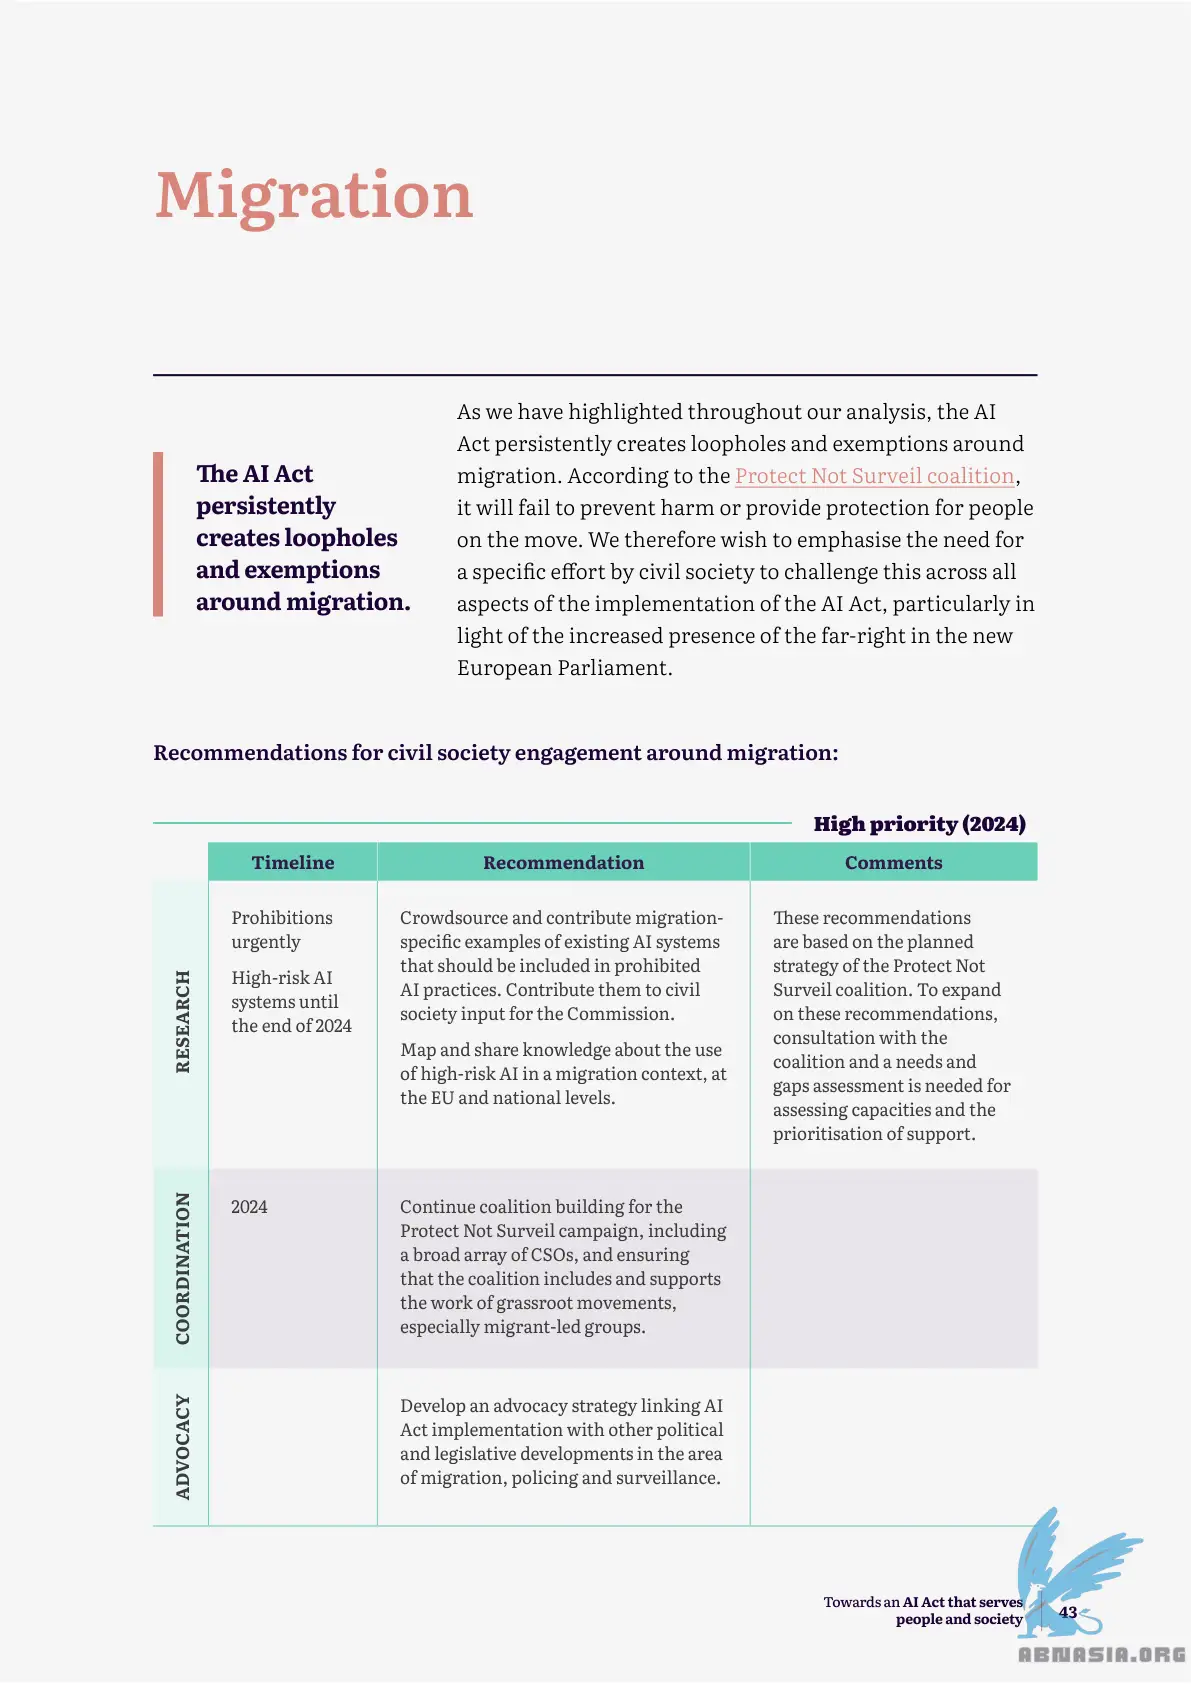 Migration
The AI Act
persistently
creates loopholes
and exemptions
around migration.
As we have highlighted throughout our analysis, the AI
Act persistently creates loopholes and exemptions around
migration. According to the Protect Not Surveil coalition,
it will fail to prevent harm or provide protection for people
on the move. We therefore wish to emphasise the need for
a specific effort by civil society to challenge this across all
aspects of the implementation of the AI Act, particularly in
light of the increased presence of the far-right in the new
European Parliament.
Recommendations for civil society engagement around migration:
High priority (2024)
Timeline
Recommendation
Comments
RESEARCH
Prohibitions
urgently
High-risk AI
systems until
the end of 2024
Crowdsource and contribute migration-
specific examples of existing AI systems
that should be included in prohibited
AI practices. Contribute them to civil
society input for the Commission.
Map and share knowledge about the use
of high-risk AI in a migration context, at
the EU and national levels.
These recommendations
are based on the planned
strategy of the Protect Not
Surveil coalition. To expand
on these recommendations,
consultation with the
coalition and a needs and
gaps assessment is needed for
assessing capacities and the
prioritisation of support.
COORDINATION
2024
Continue coalition building for the
Protect Not Surveil campaign, including
a broad array of CSOs, and ensuring
that the coalition includes and supports
the work of grassroot movements,
especially migrant-led groups.
ADVOCACY
Develop an advocacy strategy linking AI
Act implementation with other political
and legislative developments in the area
of migration, policing and surveillance.
Towards an AI Act that serves
people and society
43
ABNASIA.ORG